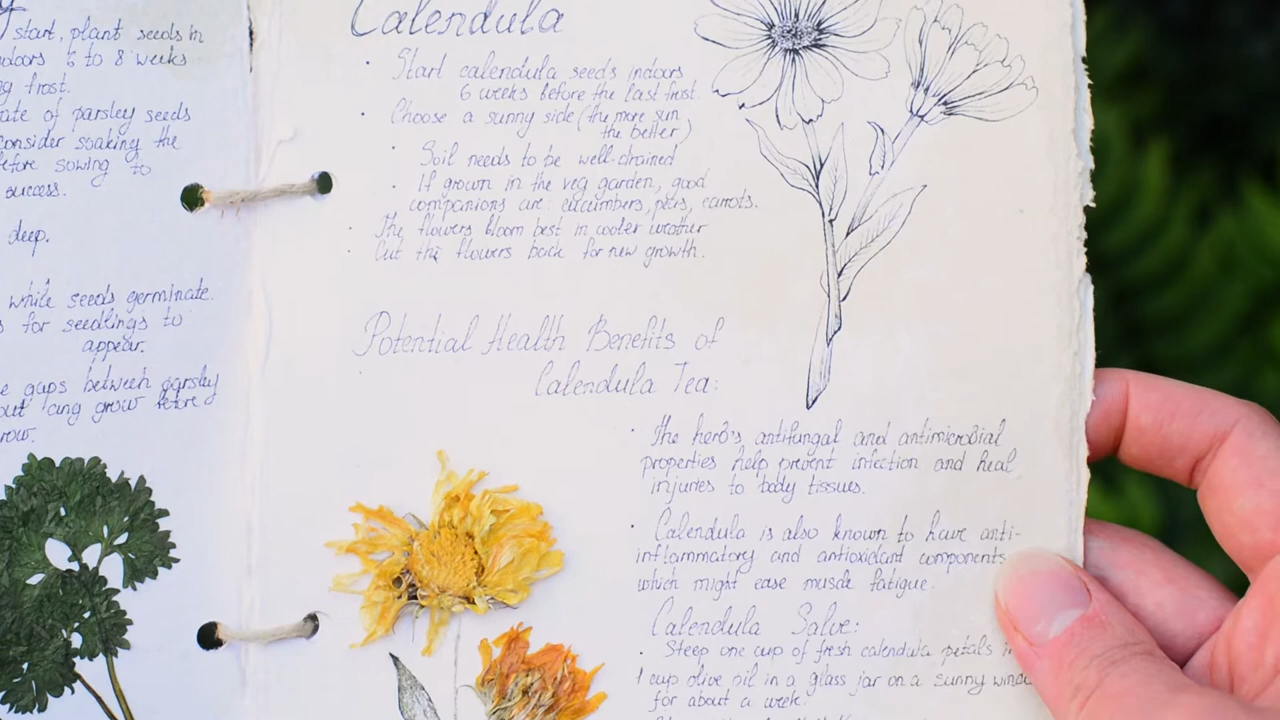 start, plant seeds in
doors 6 to 8 weeks
frost.
ate of parsley seeds
consider soaking the
efore sowing to
success.
deep.
while seeds germinate.
s for seedlings to
appear.
e gaps between parsley
out any grow before
row.
Calendula
· Start calendula seeds indoors
6 weeks before the last frost.
· Choose a sunny side (the more sun
the better)
· Soil needs to be well-drained
· If grown in the veg garden, good
companions are: cucumbers, peas, carrots.
· The flowers bloom best in cooler weather
· Cut the flowers back for new growth.
Potential Health Benefits of
Calendula Tea:
· The herb's antifungal and antimicrobial
properties help prevent infection and heal
injuries to body tissues.
· Calendula is also known to have anti-
inflammatory and antioxidant components
which might ease muscle fatigue.
Calendula Salve:
· Steep one cup of fresh calendula petals in
1 cup olive oil in a glass jar on a sunny windo
for about a week.